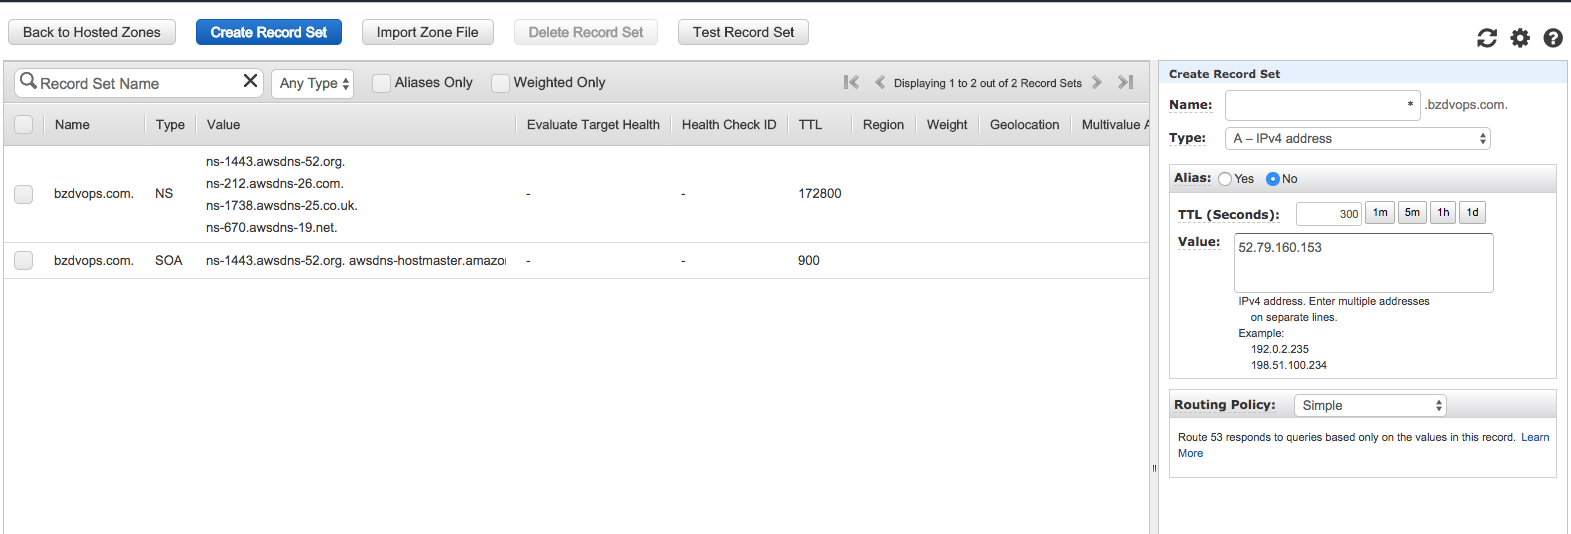 Back to Hosted Zones Create Record Set Import Zone File Delete Record Set Test Record Set
Record Set Name Any Type Aliases Only Weighted Only Displaying 1 to 2 out of 2 Record Sets
Name Type Value Evaluate Target Health Health Check ID TTL Region Weight Geolocation Multivalue A
bzdvops.com. NS
ns-1443.awsdns-52.org.
ns-212.awsdns-26.com.
ns-1738.awsdns-25.co.uk.
ns-670.awsdns-19.net.
- - 172800
bzdvops.com. SOA ns-1443.awsdns-52.org. awsdns-hostmaster.amazo - - 900
Create Record Set
Name: * .bzdvops.com.
Type: A – IPv4 address
Alias: Yes No
TTL (Seconds): 300 1m 5m 1h 1d
Value: 52.79.160.153
IPv4 address. Enter multiple addresses
on separate lines.
Example:
192.0.2.235
198.51.100.234
Routing Policy: Simple
Route 53 responds to queries based only on the values in this record. Learn
More